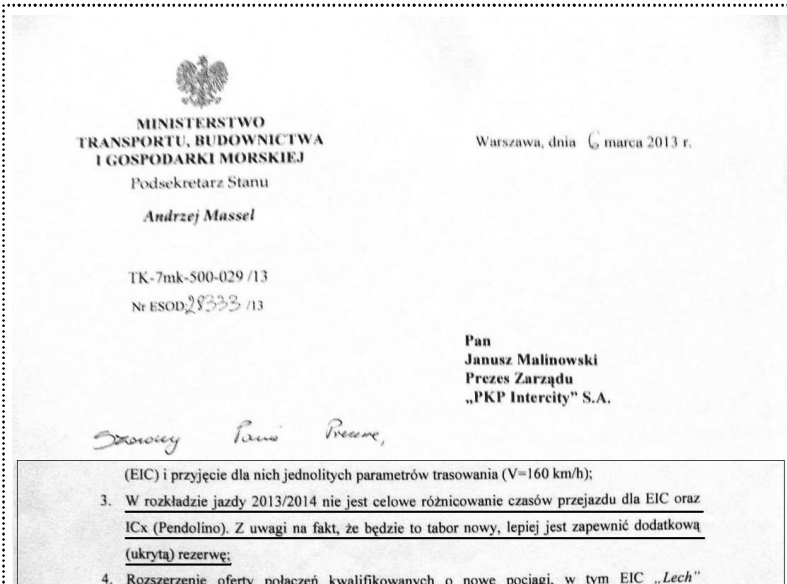 MINISTERSTWO
TRANSPORTU, BUDOWNICTWA
I GOSPODARKI MORSKIEJ
Podsekretarz Stanu
Andrzej Massel
Warszawa, dnia 6 marca 2013 r.
TK-7mk-500-029 /13
Nr ESOD:28333 /13
Pan
Janusz Malinowski
Prezes Zarządu
„PKP Intercity” S.A.
Szanowny Panie Prezesie,
(EIC) i przyjęcie dla nich jednolitych parametrów trasowania (V=160 km/h);
3. W rozkładzie jazdy 2013/2014 nie jest celowe różnicowanie czasów przejazdu dla EIC oraz
ICx (Pendolino). Z uwagi na fakt, że będzie to tabor nowy, lepiej jest zapewnić dodatkową
(ukrytą) rezerwę;
4. Rozszerzenie oferty połączeń kwalifikowanych o nowe pociągi, w tym EIC „Lech”